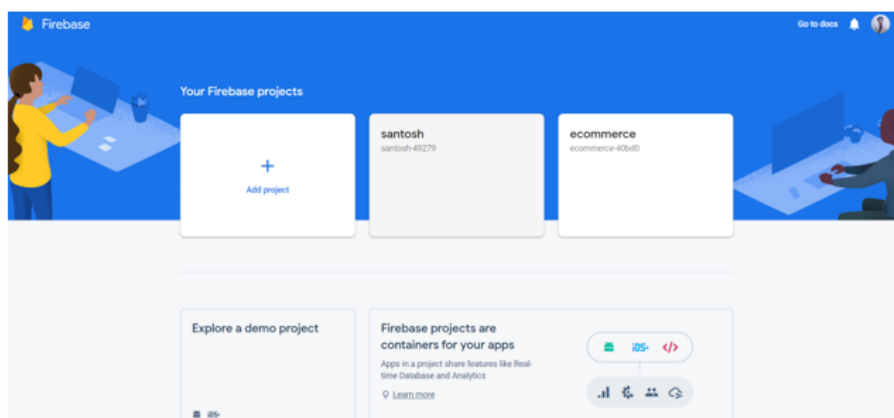 Firebase
Go to docs
Your Firebase projects
Add project
santosh
santosh-49279
ecommerce
ecommerce-40bd0
Explore a demo project
iOS+
Firebase projects are
containers for your apps
Apps in a project share features like Real-
time Database and Analytics
Learn more
iOS+